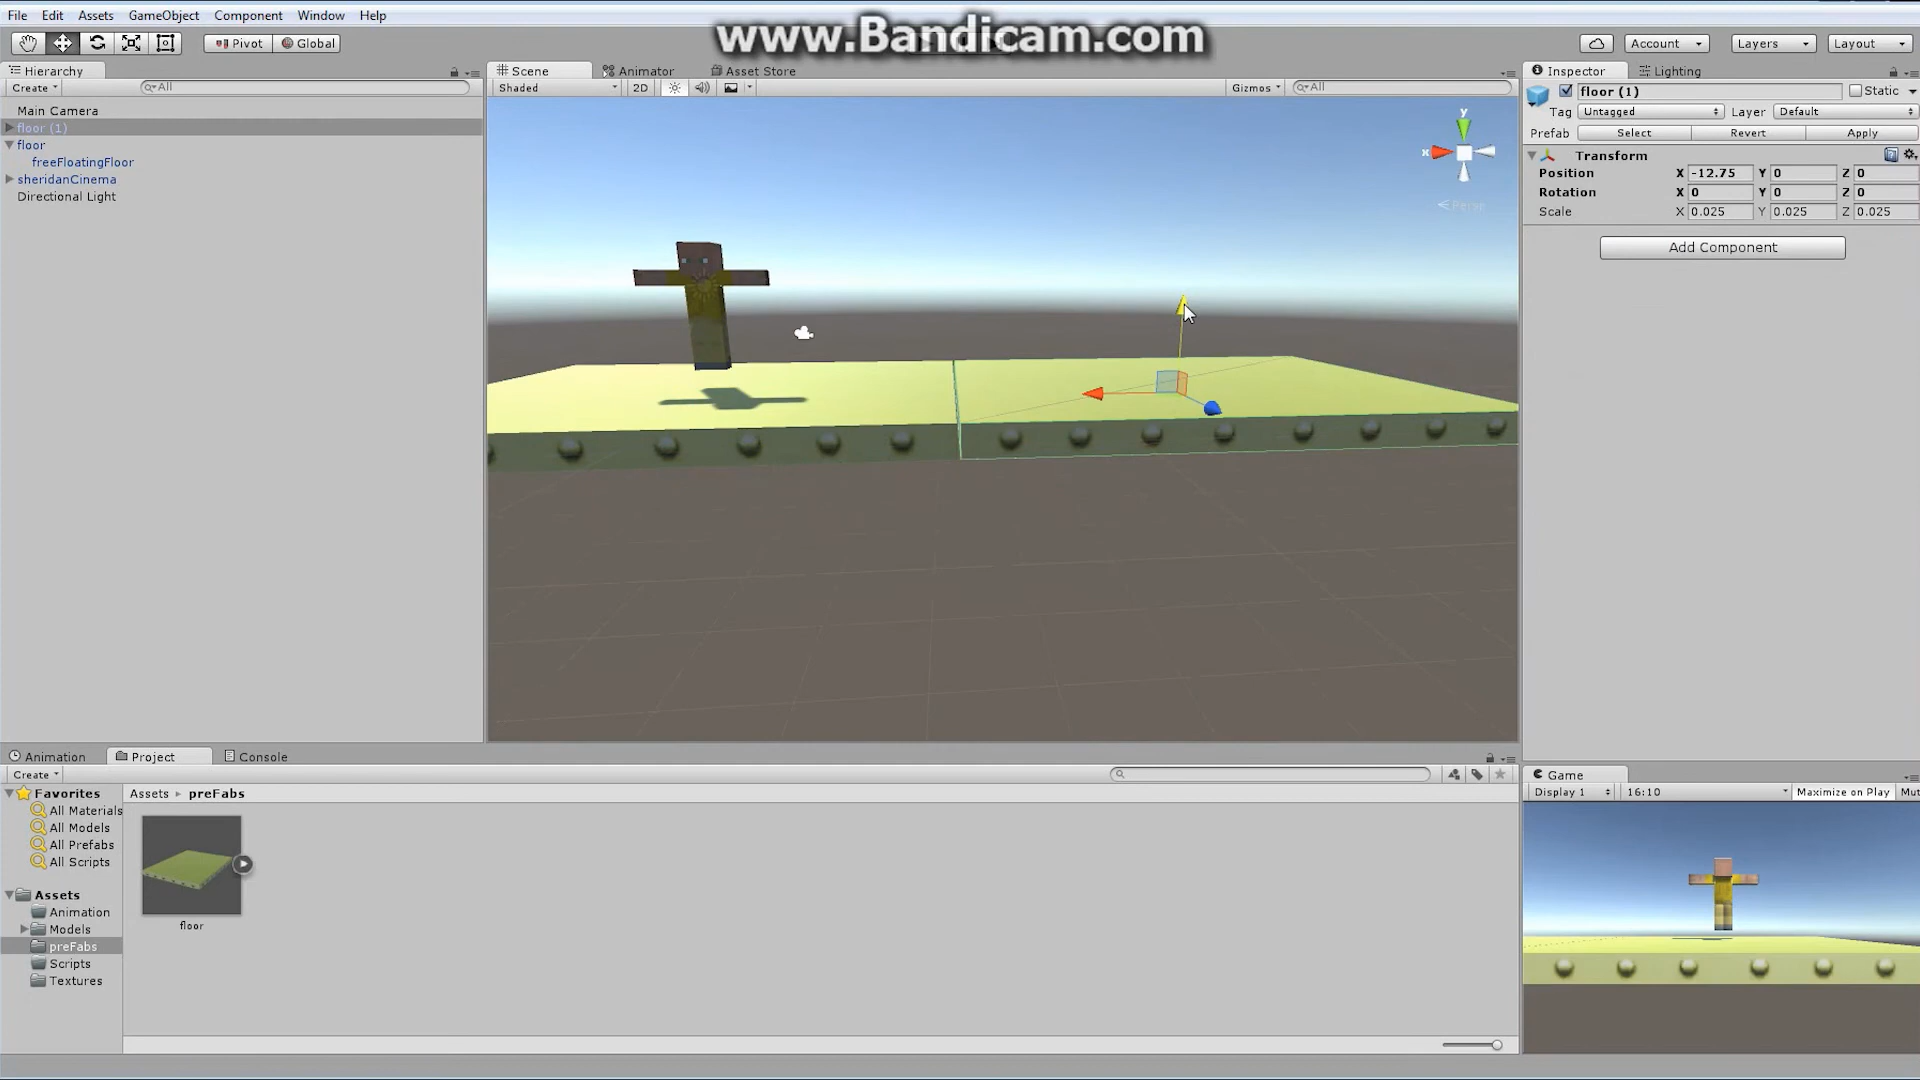 File Edit Assets GameObject Component Window Help
www.Bandicam.com
Pivot Global Account Layers Layout
Hierarchy
Create All
Main Camera
floor (1)
floor
freeFloatingFloor
sheridanCinema
Directional Light
Scene Animator Asset Store
Shaded 2D Gizmos All
y
x
Persp
Inspector Lighting
floor (1) Static
Tag Untagged Layer Default
Prefab Select Revert Apply
Transform
Position X -12.75 Y 0 Z 0
Rotation X 0 Y 0 Z 0
Scale X 0.025 Y 0.025 Z 0.025
Add Component
Animation Project Console
Create
Favorites
All Materials
All Models
All Prefabs
All Scripts
Assets
Animation
Models
preFabs
Scripts
Textures
Assets preFabs
floor
Game
Display 1 16:10 Maximize on Play Mut